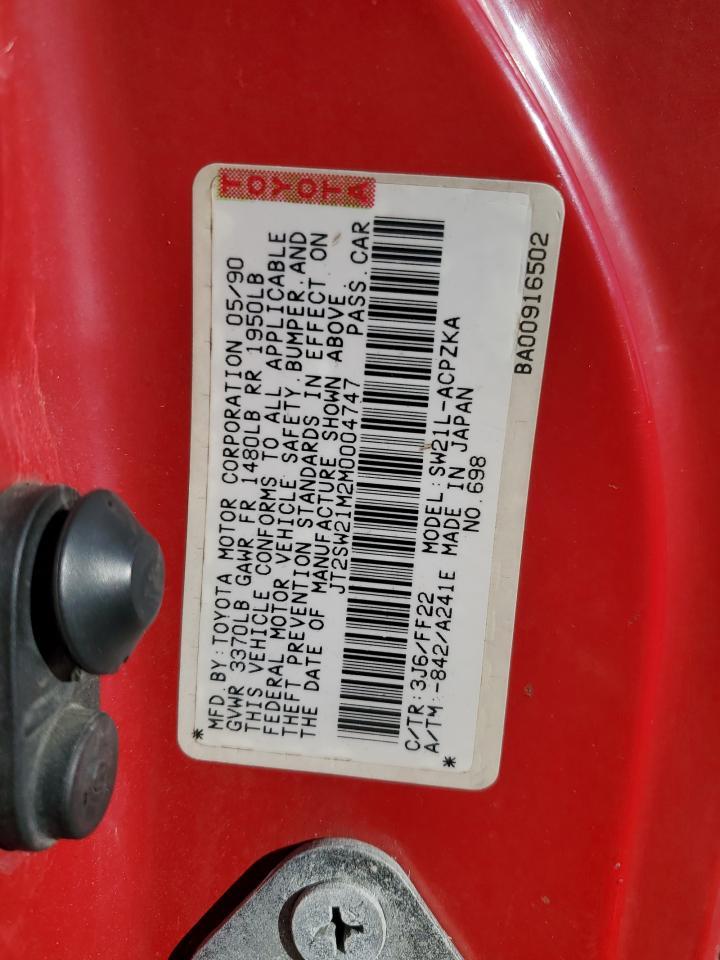 TOYOTA
MFD. BY: TOYOTA MOTOR CORPORATION 05/90
GVWR 3370LB GAWR FR 1480LB RR 1950LB
THIS VEHICLE CONFORMS TO ALL APPLICABLE
FEDERAL MOTOR VEHICLE SAFETY, BUMPER, AND
THEFT PREVENTION STANDARDS IN EFFECT ON
THE DATE OF MANUFACTURE SHOWN ABOVE.
JT2SW21M2M0004747 PASS. CAR
C/TR: 3J6/FF22 MODEL: SW21L-ACPZKA
A/TM: -842/A241E MADE IN JAPAN
* * NO. 698
BA00916502